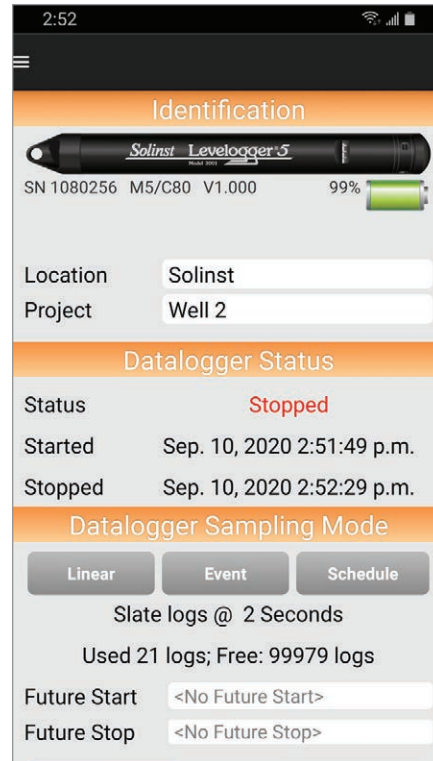 2:52
Identification
Solinst Levelogger 5
Model 3001
SN 1080256 M5/C80 V1.000 99%
Location Solinst
Project Well 2
Datalogger Status
Status Stopped
Started Sep. 10, 2020 2:51:49 p.m.
Stopped Sep. 10, 2020 2:52:29 p.m.
Datalogger Sampling Mode
Linear Event Schedule
Slate logs @ 2 Seconds
Used 21 logs; Free: 99979 logs
Future Start <No Future Start>
Future Stop <No Future Stop>